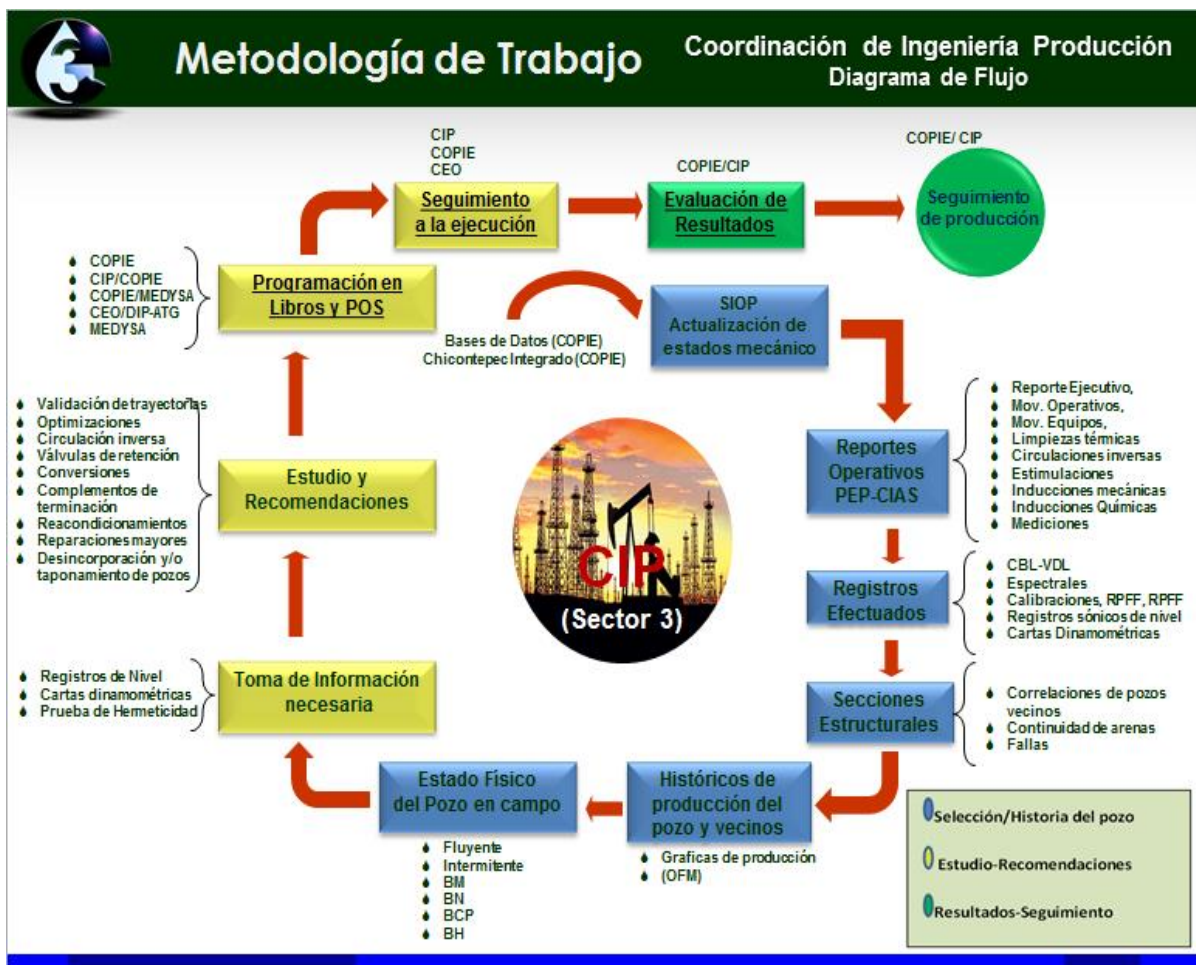 3
Metodología de Trabajo
Coordinación de Ingeniería Producción
Diagrama de Flujo
CIP
COPIE
CEO
Seguimiento
a la ejecución
COPIE/CIP
Evaluación de
Resultados
COPIE/ CIP
Seguimiento
de producción
COPIE
CIP/COPIE
COPIE/MEDYSA
CEO/DIP-ATG
MEDYSA
Programación en
Libros y POS
Bases de Datos (COPIE)
Chicontepec Integrado (COPIE)
SIOP
Actualización de
estados mecánico
Reportes
Operativos
PEP-CIAS
Reporte Ejecutivo,
Mov. Operativos,
Mov. Equipos,
Limpiezas térmicas
Circulaciones inversas
Estimulaciones
Inducciones mecánicas
Inducciones Químicas
Mediciones
Validación de trayectorias
Optimizaciones
Circulación inversa
Válvulas de retención
Conversiones
Complementos de
terminación
Reacondicionamientos
Reparaciones mayores
Desincorporación y/o
taponamiento de pozos
Estudio y
Recomendaciones
CIP
(Sector 3)
Registros
Efectuados
CBL-VDL
Espectrales
Calibraciones, RPFF, RPFF
Registros sónicos de nivel
Cartas Dinamométricas
Registros de Nivel
Cartas dinamométricas
Prueba de Hermeticidad
Toma de Información
necesaria
Secciones
Estructurales
Correlaciones de pozos
vecinos
Continuidad de arenas
Fallas
Estado Físico
del Pozo en campo
Fluyente
Intermitente
BM
BN
BCP
BH
Históricos de
producción del
pozo y vecinos
Graficas de producción
(OFM)
Selección/Historia del pozo
Estudio-Recomendaciones
Resultados-Seguimiento